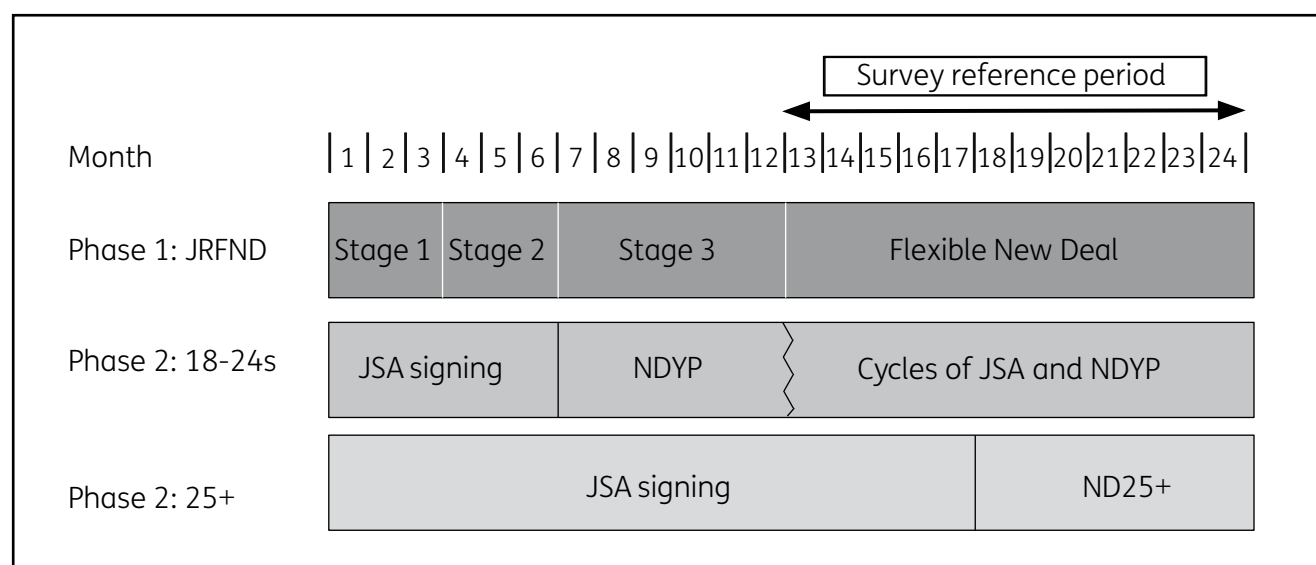 Survey reference period
Month 1 2 3 4 5 6 7 8 9 10 11 12 13 14 15 16 17 18 19 20 21 22 23 24
Phase 1: JRFND Stage 1 Stage 2 Stage 3 Flexible New Deal
Phase 2: 18-24s JSA signing NDYP Cycles of JSA and NDYP
Phase 2: 25+ JSA signing ND25+